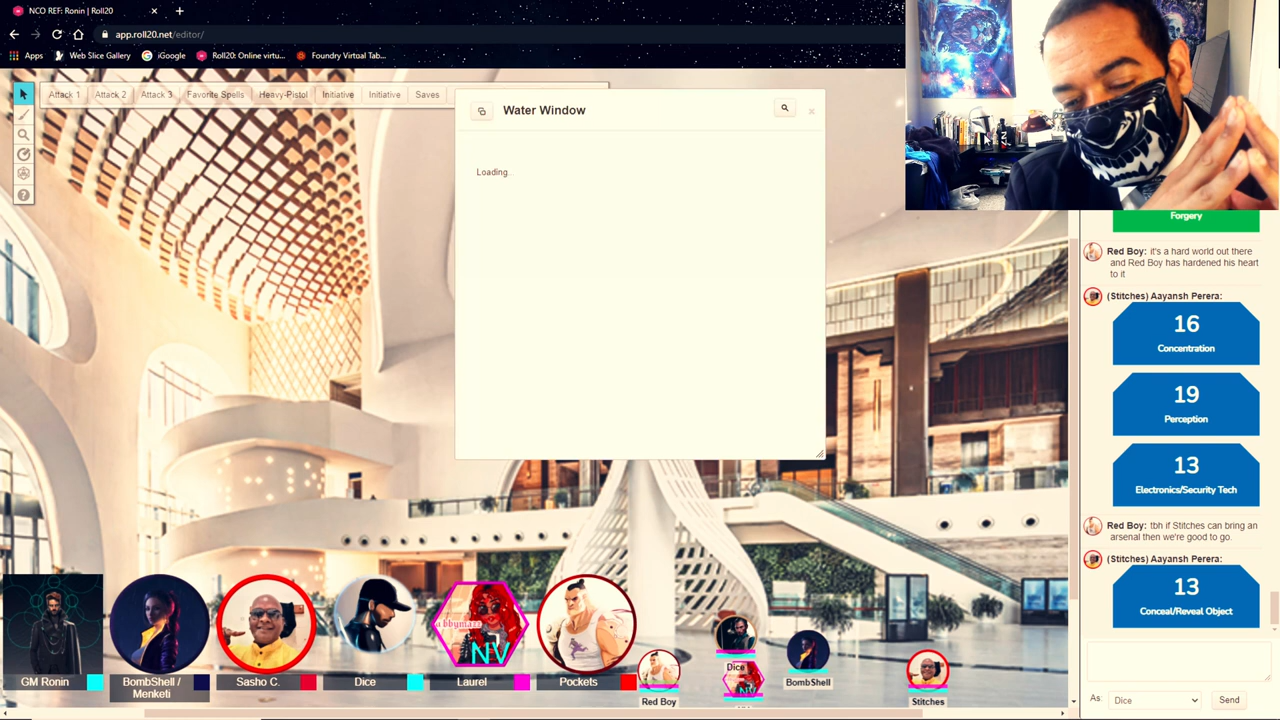 NCO REF: Ronin | Roll20
app.roll20.net/editor/
Apps Web Slice Gallery iGoogle Roll20: Online virtu... Foundry Virtual Tab...
Attack 1 Attack 2 Attack 3 Favorite Spells Heavy-Pistol Initiative Initiative Saves
Water Window
Loading...
Forgery
Red Boy: it's a hard world out there
and Red Boy has hardened his heart
to it
(Stitches) Aayansh Perera:
16
Concentration
19
Perception
13
Electronics/Security Tech
Red Boy: tbh if Stitches can bring an
arsenal then we're good to go.
(Stitches) Aayansh Perera:
13
Conceal/Reveal Object
NV
GM Ronin
BombShell /
Menketi
Sasho C.
Dice
Laurel
Pockets
Red Boy
Dice
BombShell
Stitches
As: Dice Send